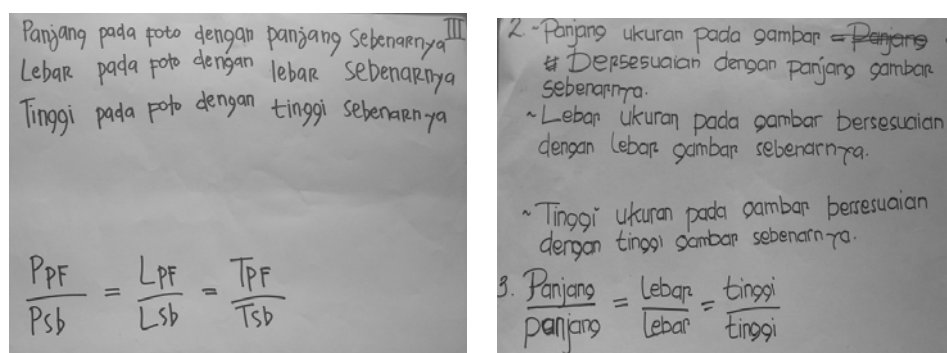 Panjang pada foto dengan panjang sebenarnya III
Lebar pada foto dengan lebar sebenarnya
Tinggi pada foto dengan tinggi sebenarnya
PPF/Psb = LPF/Lsb = TPF/Tsb
2. ~Panjang ukuran pada gambar = Panjang
Dersesuaian dengan panjang gambar
sebenarnya.
~Lebar ukuran pada gambar bersesuaian
dengan lebar gambar sebenarnya.
~Tinggi ukuran pada gambar bersesuaian
dengan tinggi gambar sebenarnya.
3. Panjang/panjang = Lebar/Lebar = tinggi/tinggi